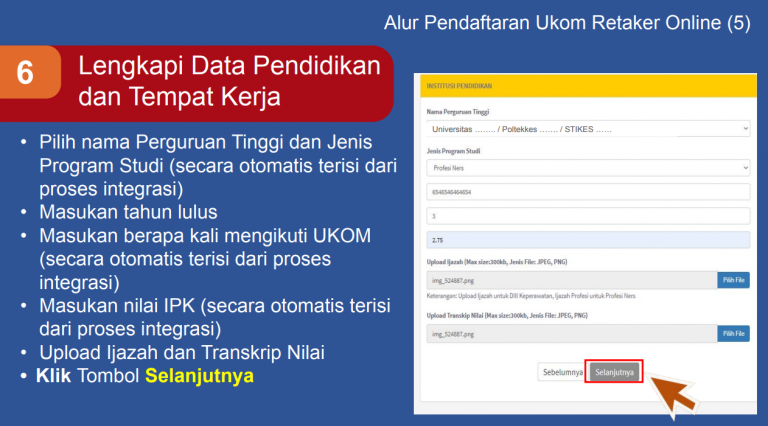 Alur Pendaftaran Ukom Retaker Online (5)
6
Lengkapi Data Pendidikan
dan Tempat Kerja
• Pilih nama Perguruan Tinggi dan Jenis
Program Studi (secara otomatis terisi dari
proses integrasi)
• Masukan tahun lulus
• Masukan berapa kali mengikuti UKOM
(secara otomatis terisi dari proses
integrasi)
• Masukan nilai IPK (secara otomatis terisi
dari proses integrasi)
• Upload Ijazah dan Transkrip Nilai
• Klik Tombol Selanjutnya
INSTITUSI PENDIDIKAN
Nama Perguruan Tinggi
Universitas …….. / Poltekkes ……. / STIKES ……
Jenis Program Studi
Profesi Ners
6546546464654
3
2.75
Upload Ijazah (Max size:300kb, Jenis File: JPEG, PNG)
img_524887.png
Pilih File
Keterangan: Upload Ijazah untuk DIII Keperawatan, Ijazah Profesi untuk Profesi Ners
Upload Transkip Nilai (Max size:300kb, Jenis File: JPEG, PNG)
img_524887.png
Pilih File
Sebelumnya
Selanjutnya